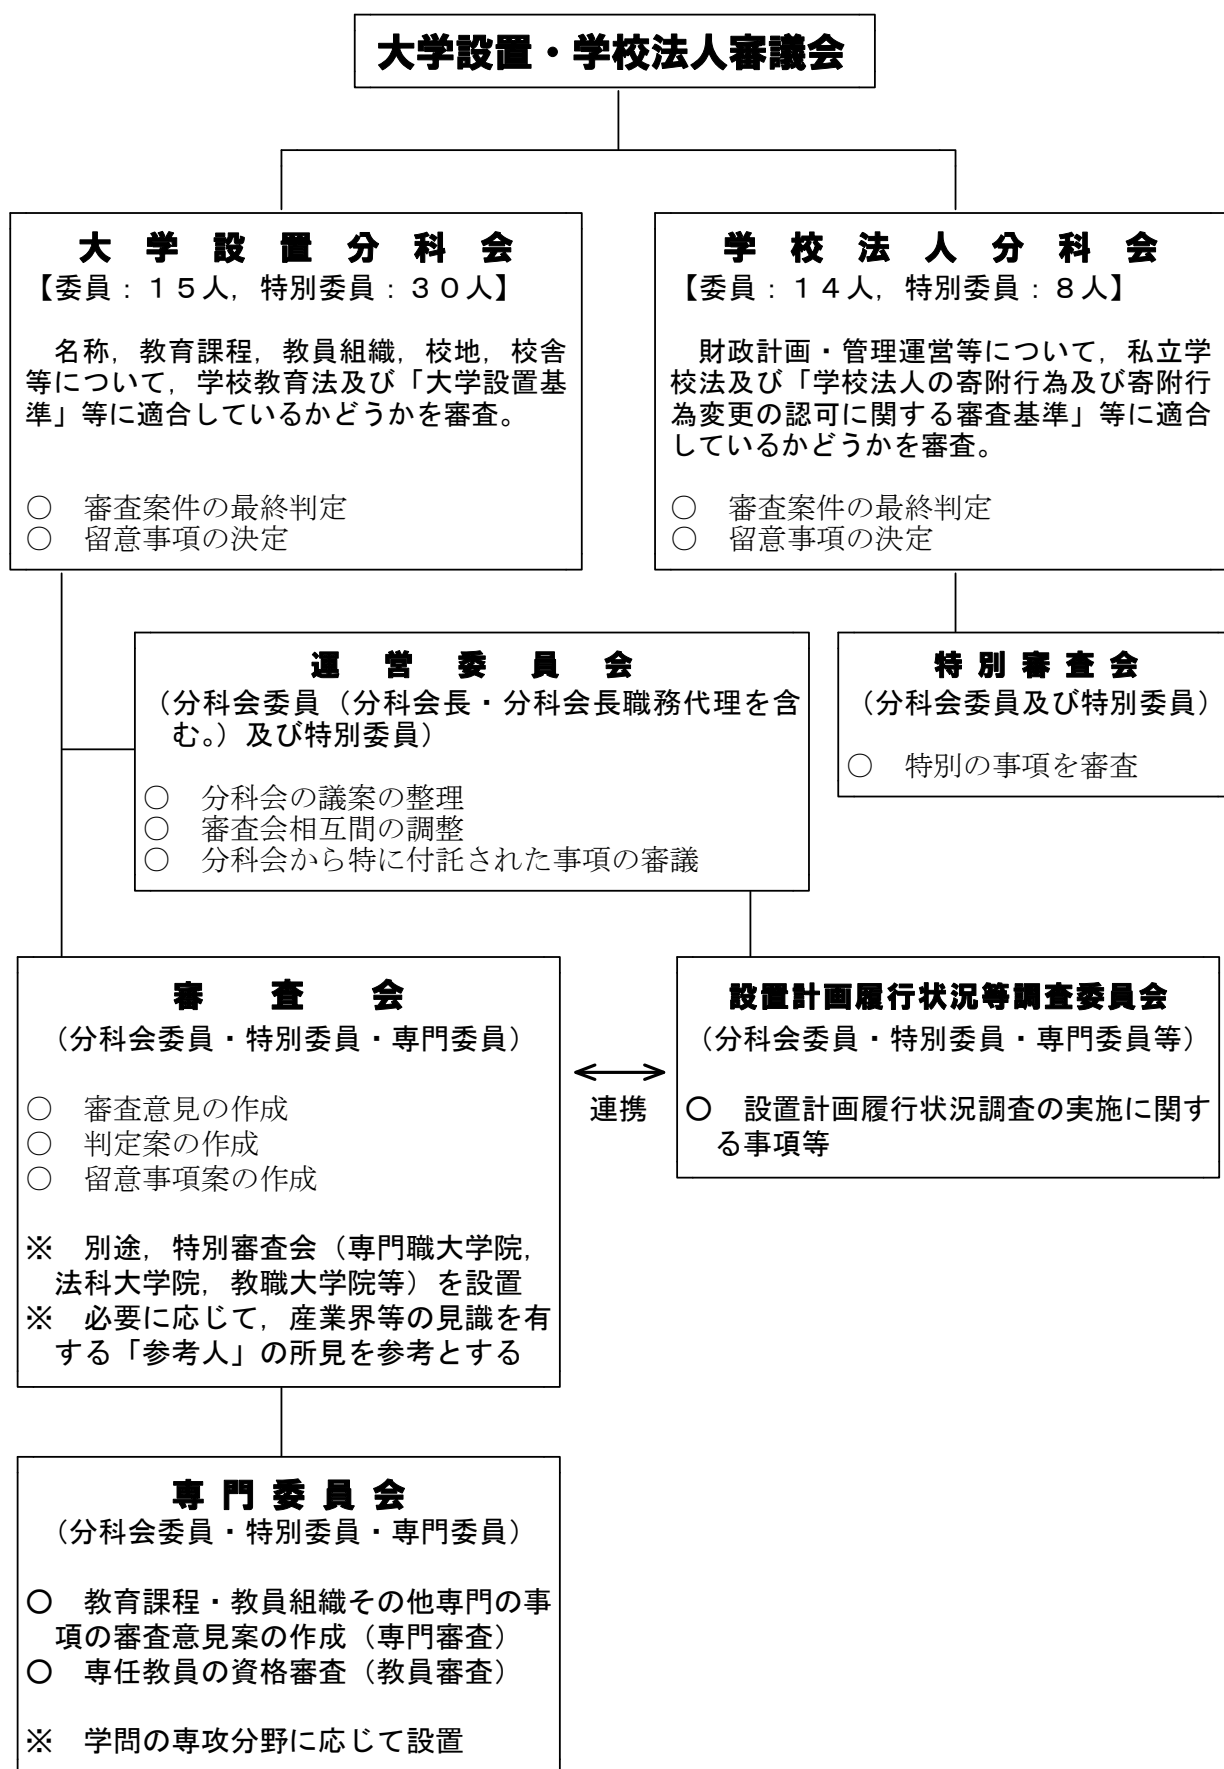 大学設置・学校法人審議会
大学設置分科会
【委員：１５人，特別委員：３０人】
名称，教育課程，教員組織，校地，校舎
等について，学校教育法及び「大学設置基
準」等に適合しているかどうかを審査。
○　審査案件の最終判定
○　留意事項の決定
学校法人分科会
【委員：１４人，特別委員：８人】
財政計画・管理運営等について，私立学
校法及び「学校法人の寄附行為及び寄附行
為変更の認可に関する審査基準」等に適合
しているかどうかを審査。
○　審査案件の最終判定
○　留意事項の決定
運営委員会
（分科会委員（分科会長・分科会長職務代理を含
む。）及び特別委員）
○　分科会の議案の整理
○　審査会相互間の調整
○　分科会から特に付託された事項の審議
特別審査会
（分科会委員及び特別委員）
○　特別の事項を審査
審査会
（分科会委員・特別委員・専門委員）
○　審査意見の作成
○　判定案の作成
○　留意事項案の作成
※　別途，特別審査会（専門職大学院，
法科大学院，教職大学院等）を設置
※　必要に応じて，産業界等の見識を有
する「参考人」の所見を参考とする
連携
設置計画履行状況等調査委員会
（分科会委員・特別委員・専門委員等）
○　設置計画履行状況調査の実施に関す
る事項等
専門委員会
（分科会委員・特別委員・専門委員）
○　教育課程・教員組織その他専門の事
項の審査意見案の作成（専門審査）
○　専任教員の資格審査（教員審査）
※　学問の専攻分野に応じて設置